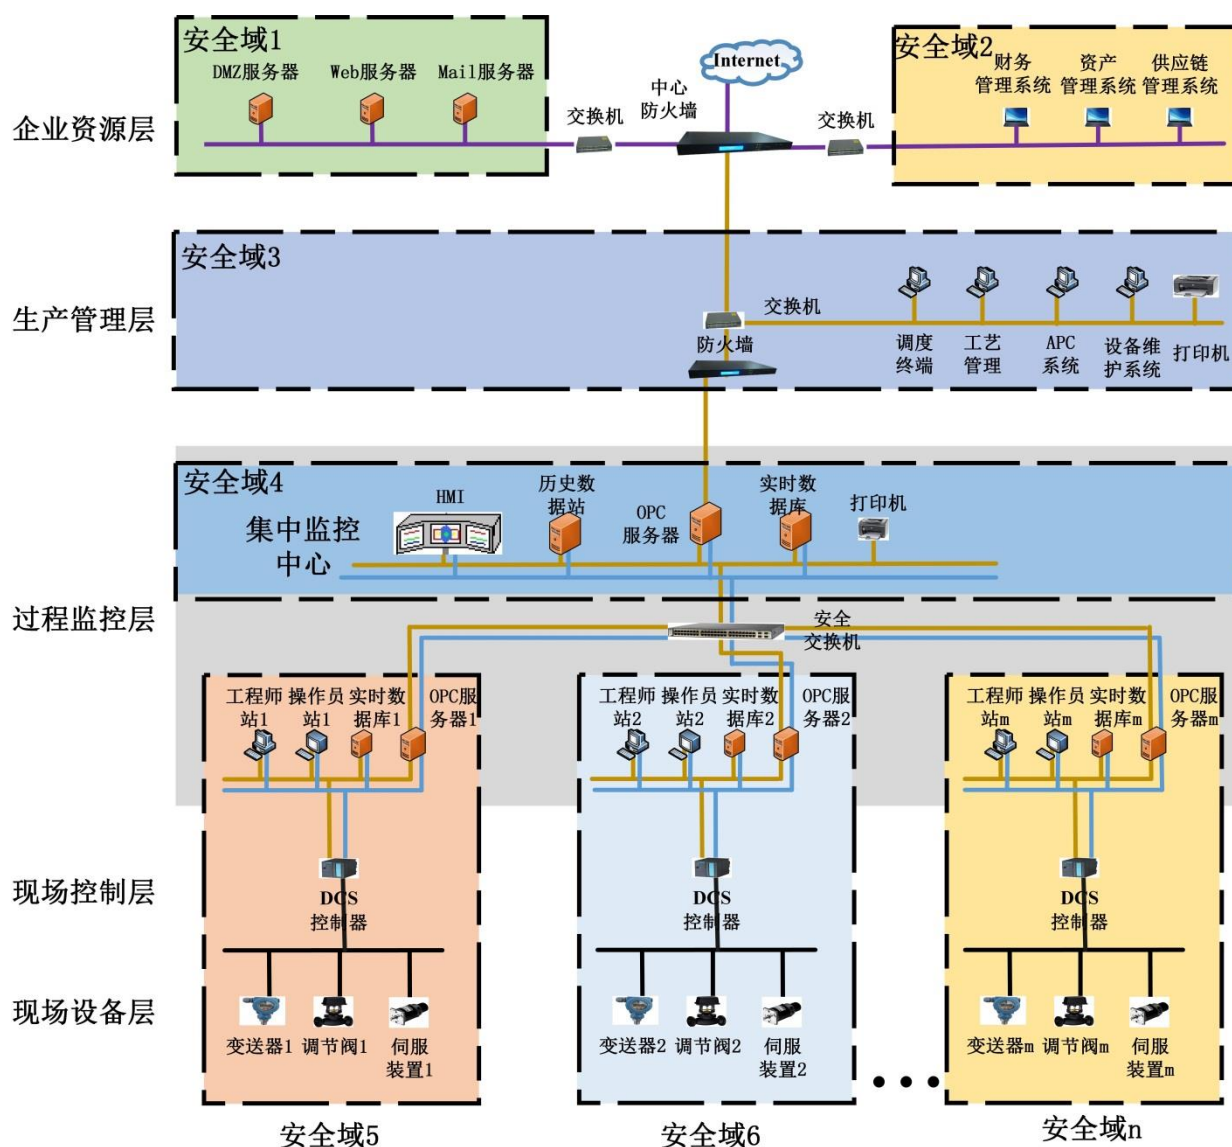 安全域1
DMZ服务器
Web服务器
Mail服务器
Internet
中心
防火墙
交换机
交换机
安全域2
财务
管理系统
资产
管理系统
供应链
管理系统
企业资源层
安全域3
生产管理层
交换机
防火墙
调度
终端
工艺
管理
APC
系统
设备维
护系统
打印机
安全域4
集中监控
中心
HMI
历史数
据站
OPC
服务器
实时数
据库
打印机
过程监控层
安全
交换机
工程师
站1
操作员
站1
实时数
据库1
OPC服
务器1
工程师
站2
操作员
站2
实时数
据库2
OPC服
务器2
工程师
站m
操作员
站m
实时数
据库m
OPC服
务器m
现场控制层
DCS
控制器
DCS
控制器
DCS
控制器
现场设备层
变送器1
调节阀1
伺服
装置1
变送器2
调节阀2
伺服
装置2
变送器m
调节阀m
伺服
装置m
安全域5
安全域6
安全域n